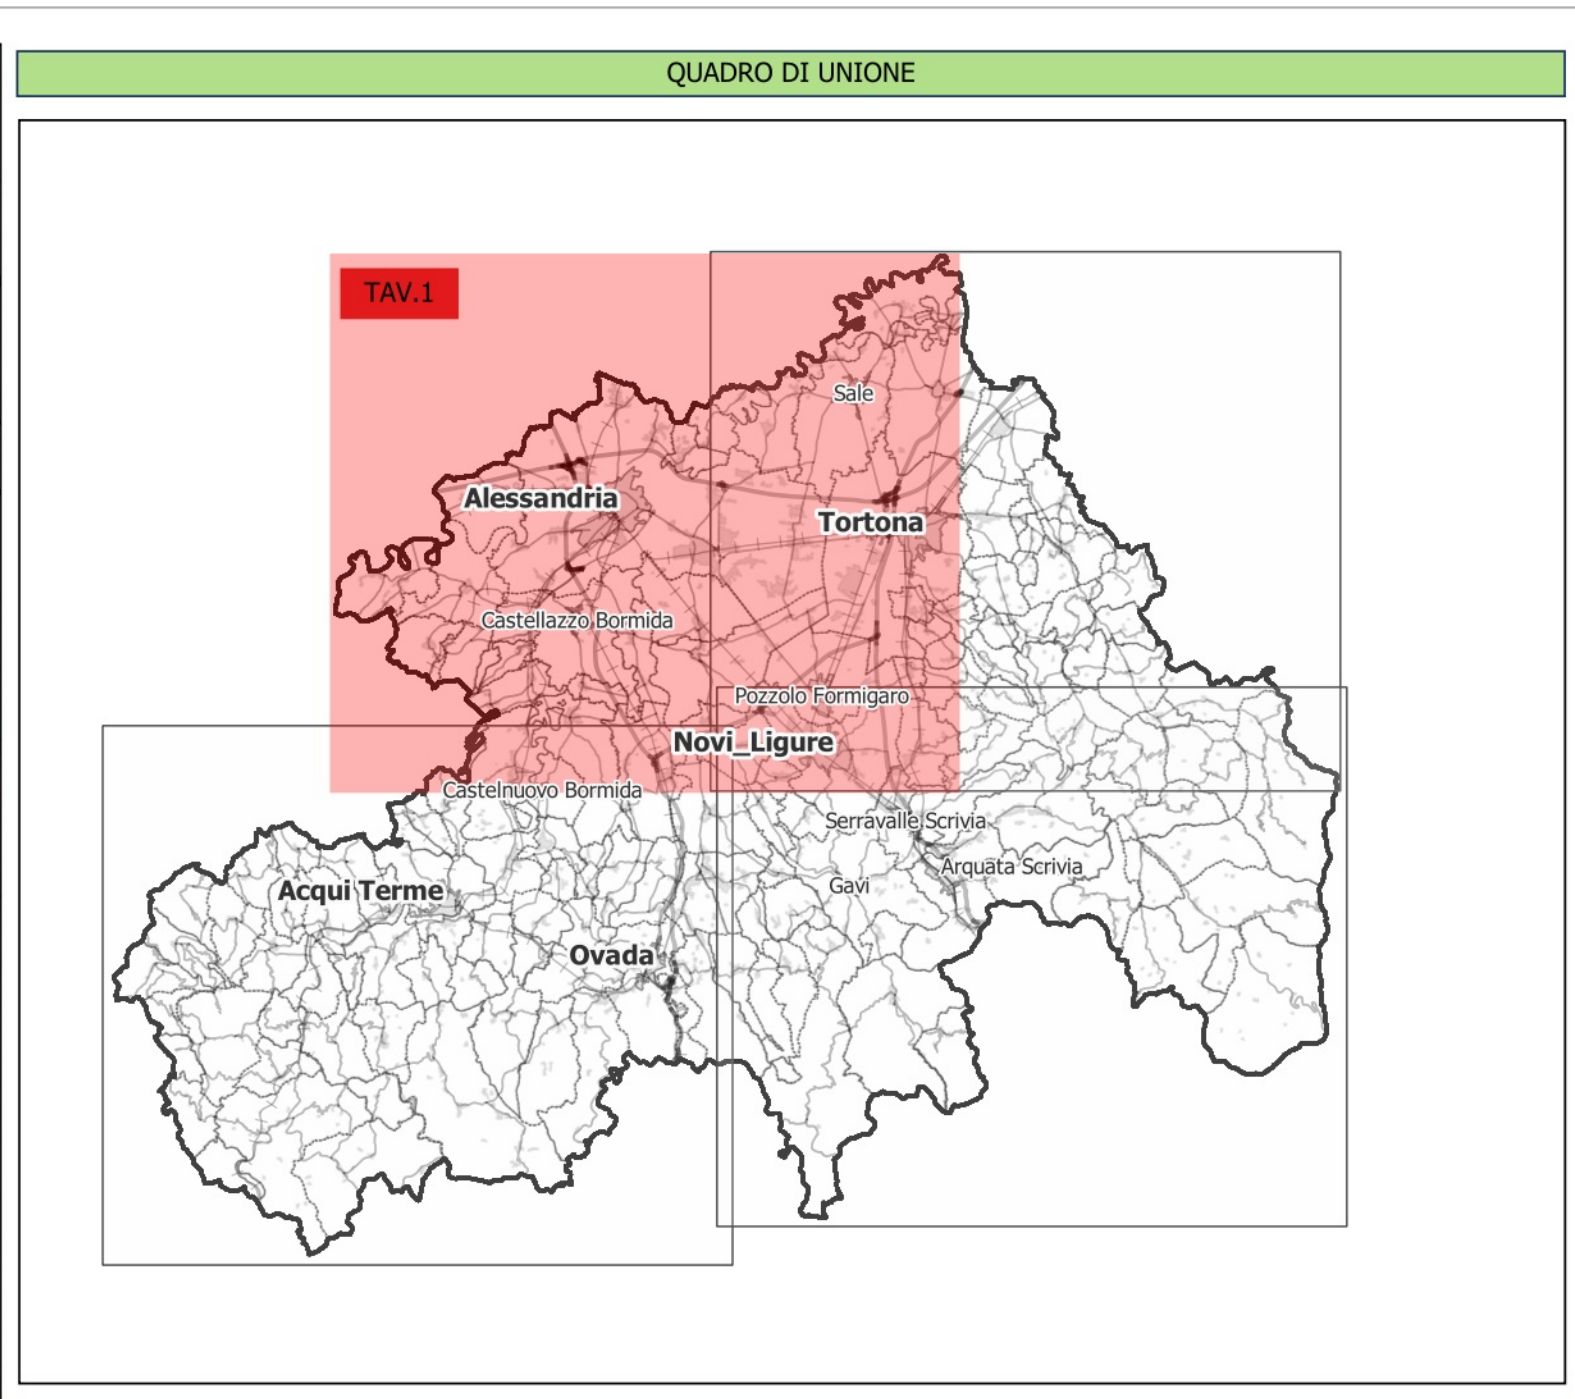 QUADRO DI UNIONE
TAV.1
Sale
Alessandria
Tortona
Castellazzo Bormida
Pozzolo Formigaro
Novi_Ligure
Castelnuovo Bormida
Serravalle Scrivia
Arquata Scrivia
Gavi
Acqui Terme
Ovada